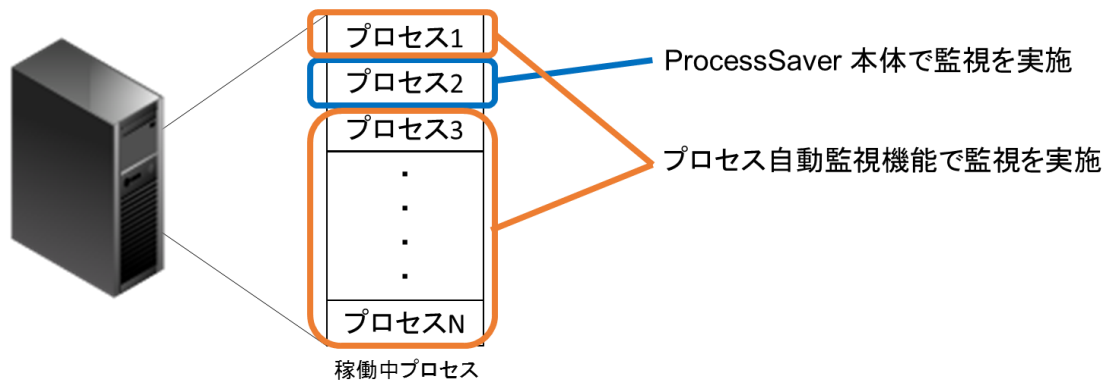 プロセス1
プロセス2
プロセス3
・
・
・
・
プロセスN
稼働中プロセス
ProcessSaver 本体で監視を実施
プロセス自動監視機能で監視を実施